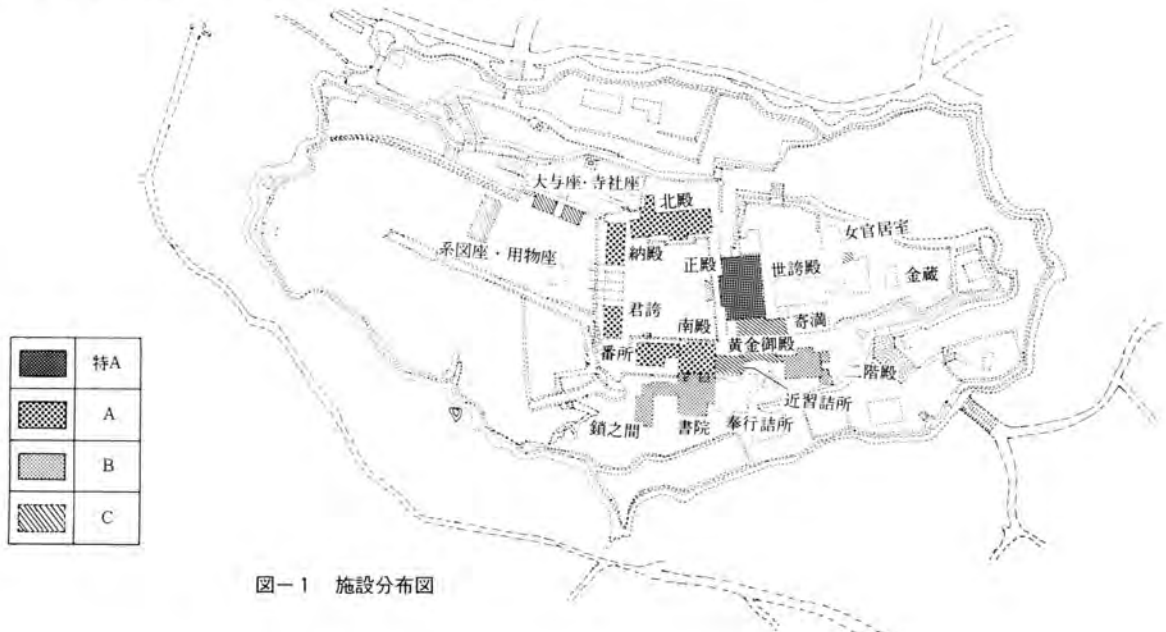 大与座・寺社座
北殿
系図座・用物座
納殿
正殿
世誇殿
女官居室
金蔵
君誇
南殿
寄満
番所
黄金御殿
二階殿
近習詰所
鎖之間
書院
奉行詰所
特A
A
B
C
図－1　施設分布図